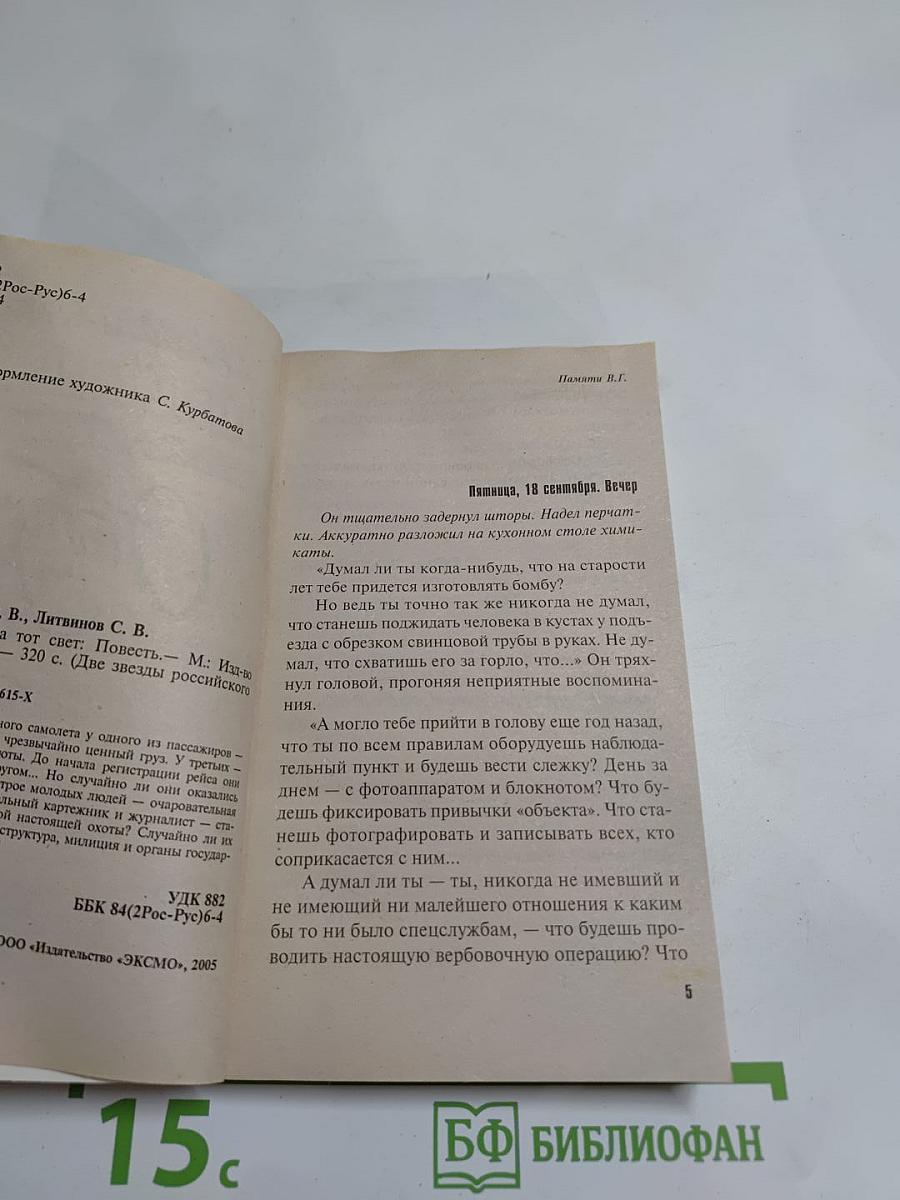 2Рос-Рус)6-4
4
ормление художника С. Курбатова
В., Литвинов С. В.
а тот свет: Повесть.— М.: Изд-во
— 320 с. (Две звезды российского
615-Х
ного самолета у одного из пассажиров –
чрезвычайно ценный груз. У третьих –
юты. До начала регистрации рейса они
ругом... Но случайно ли они оказались
трое молодых людей — очаровательная
льный картежник и журналист — ста-
ой настоящей охоты? Случайно ли их
структура, милиция и органы государ-
УДК 882
ББК 84(2Рос-Рус)6-4
ООО «Издательство «ЭКСМО», 2005
Памяти В.Г.
Пятница, 18 сентября. Вечер
Он тщательно задернул шторы. Надел перчат-
ки. Аккуратно разложил на кухонном столе хими-
каты.
«Думал ли ты когда-нибудь, что на старости
лет тебе придется изготовлять бомбу?
Но ведь ты точно так же никогда не думал,
что станешь поджидать человека в кустах у подъ-
езда с обрезком свинцовой трубы в руках. Не ду-
мал, что схватишь его за горло, что...» Он трях-
нул головой, прогоняя неприятные воспомина-
ния.
«А могло тебе прийти в голову еще год назад,
что ты по всем правилам оборудуешь наблюда-
тельный пункт и будешь вести слежку? День за
днем — с фотоаппаратом и блокнотом? Что бу-
дешь фиксировать привычки «объекта». Что ста-
нешь фотографировать и записывать всех, кто
соприкасается с ним...
А думал ли ты — ты, никогда не имевший и
не имеющий ни малейшего отношения к каким
бы то ни было спецслужбам, — что будешь про-
водить настоящую вербовочную операцию? Что
5
15 с
БФ БИБЛИОФАН